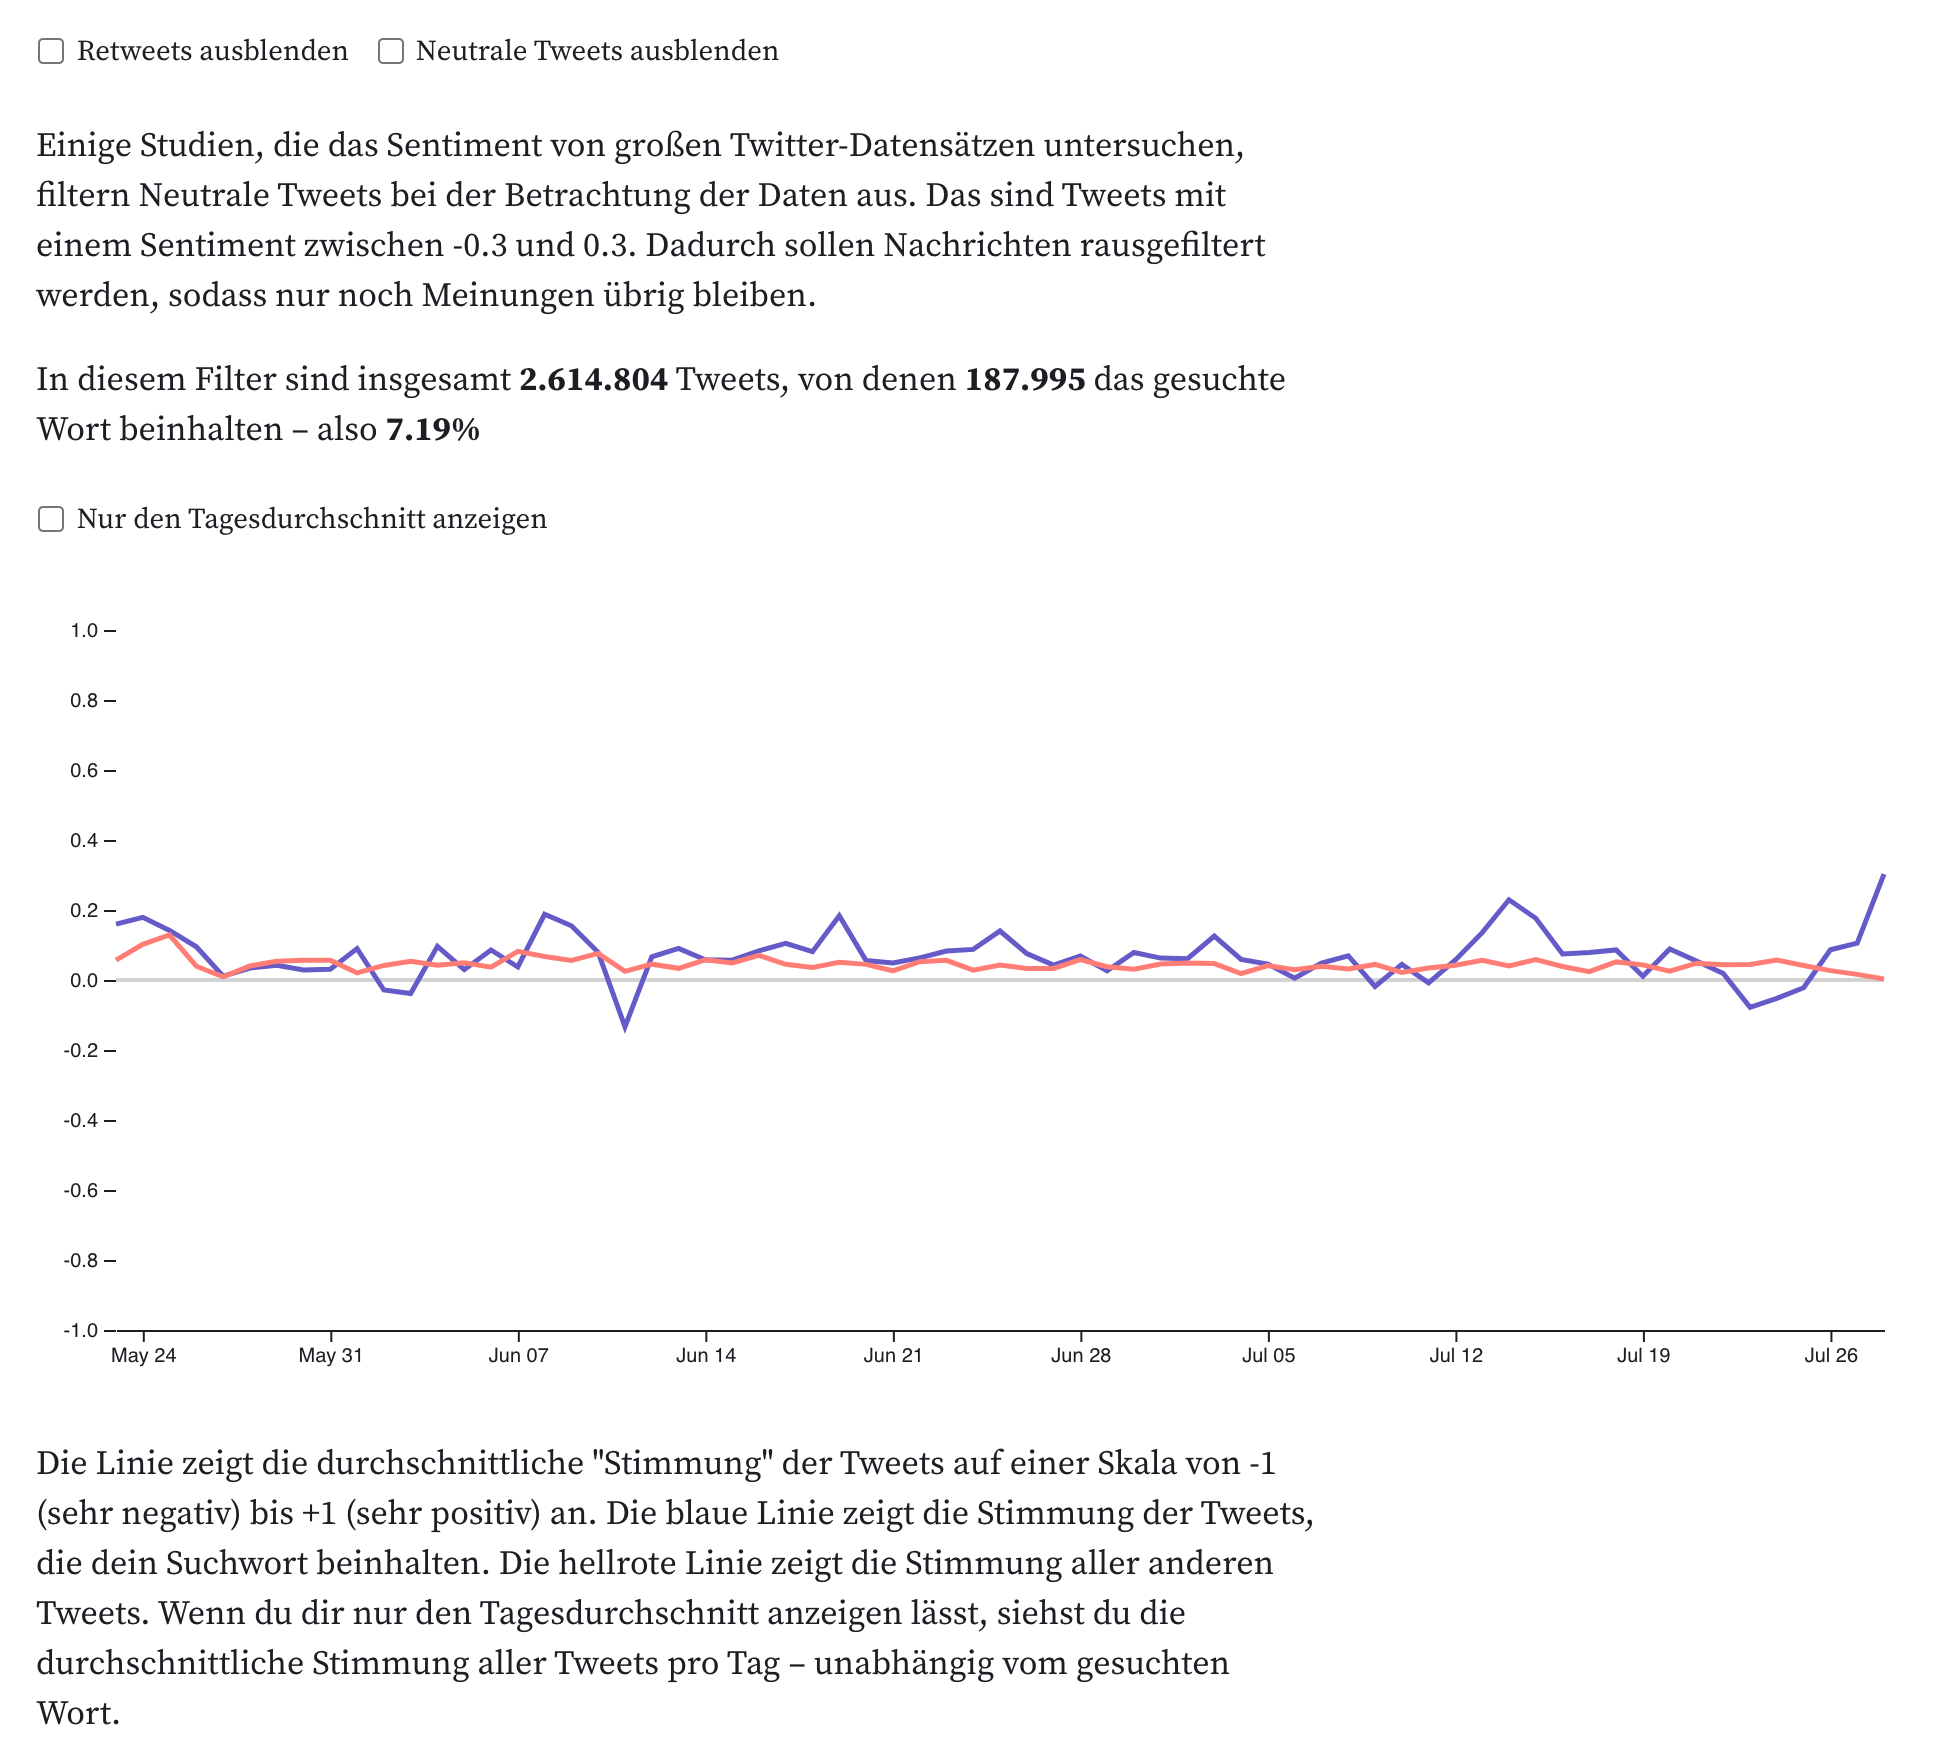 Retweets ausblenden Neutrale Tweets ausblenden
Einige Studien, die das Sentiment von großen Twitter-Datensätzen untersuchen,
filtern Neutrale Tweets bei der Betrachtung der Daten aus. Das sind Tweets mit
einem Sentiment zwischen -0.3 und 0.3. Dadurch sollen Nachrichten rausgefiltert
werden, sodass nur noch Meinungen übrig bleiben.
In diesem Filter sind insgesamt 2.614.804 Tweets, von denen 187.995 das gesuchte
Wort beinhalten – also 7.19%
Nur den Tagesdurchschnitt anzeigen
1.0
0.8
0.6
0.4
0.2
0.0
-0.2
-0.4
-0.6
-0.8
-1.0
May 24 May 31 Jun 07 Jun 14 Jun 21 Jun 28 Jul 05 Jul 12 Jul 19 Jul 26
Die Linie zeigt die durchschnittliche "Stimmung" der Tweets auf einer Skala von -1
(sehr negativ) bis +1 (sehr positiv) an. Die blaue Linie zeigt die Stimmung der Tweets,
die dein Suchwort beinhalten. Die hellrote Linie zeigt die Stimmung aller anderen
Tweets. Wenn du dir nur den Tagesdurchschnitt anzeigen lässt, siehst du die
durchschnittliche Stimmung aller Tweets pro Tag – unabhängig vom gesuchten
Wort.